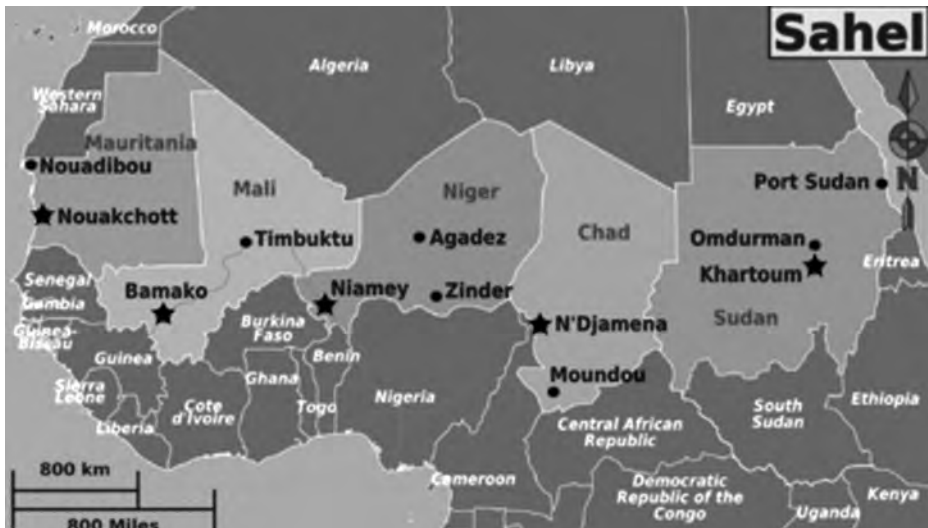 Sahel
Morocco
Algeria
Libya
Egypt
Western
Sahara
Mauritania
Nouadibou
Mali
Niger
Port Sudan
Nouakchott
Timbuktu
Agadez
Chad
Omdurman
N
Senegal
Bamako
Niamey
Zinder
Khartoum
Eritrea
Gambia
Guinea-
Bissau
Burkina
Faso
N'Djamena
Sudan
Guinea
Benin
Sierra
Leone
Ghana
Moundou
Liberia
Cote
d'Ivoire
Togo
Nigeria
Central African
Republic
South
Sudan
Ethiopia
800 km
Cameroon
Democratic
Republic of the
Congo
Kenya
Uganda
800 Miles